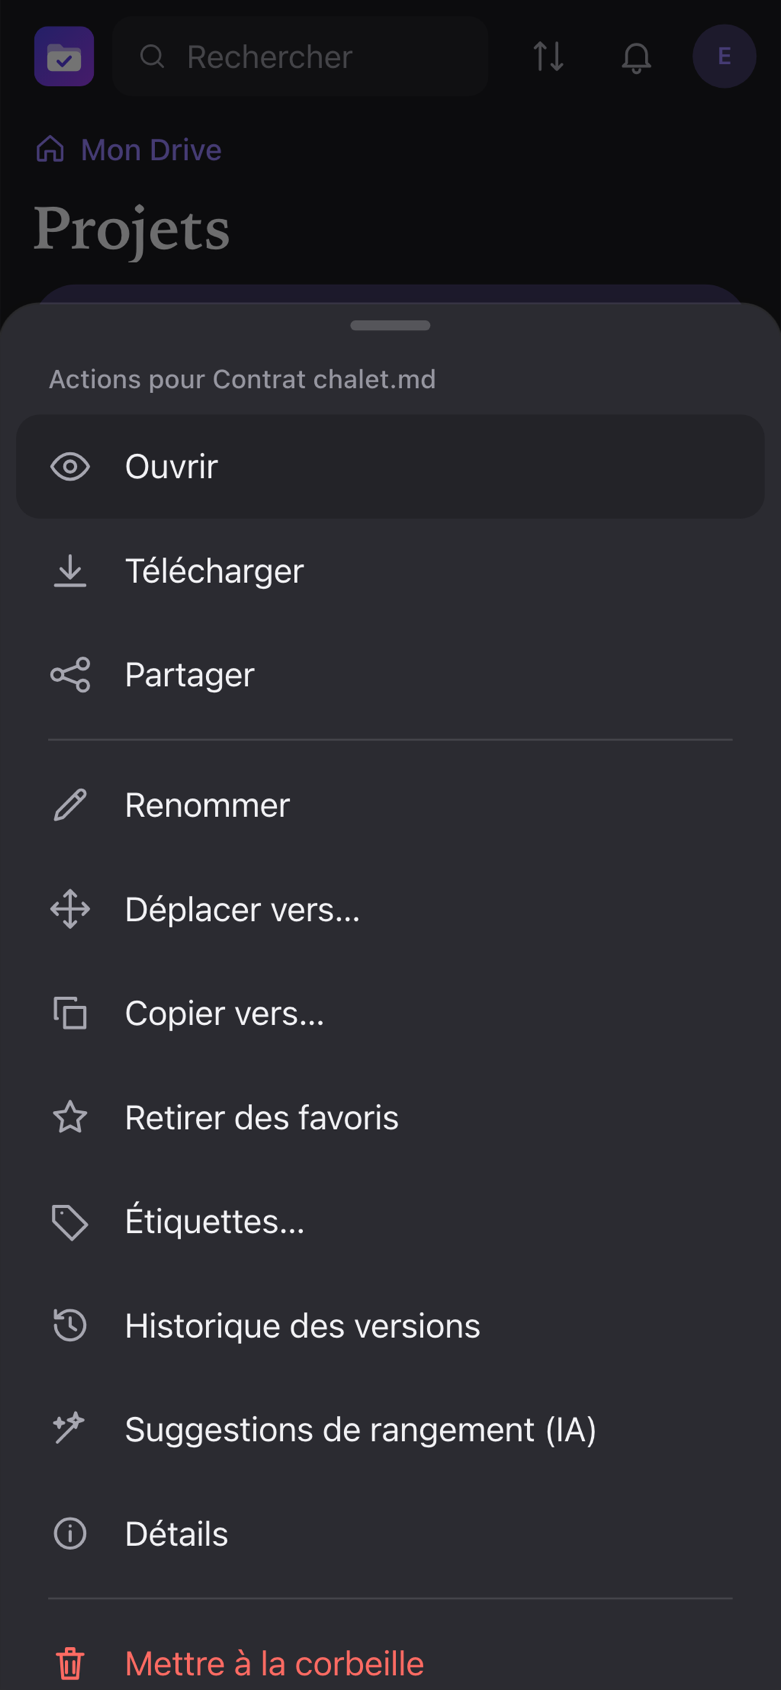 Rechercher
E
Mon Drive
Projets
Actions pour Contrat chalet.md
Ouvrir
Télécharger
Partager
Renommer
Déplacer vers...
Copier vers...
Retirer des favoris
Étiquettes...
Historique des versions
Suggestions de rangement (IA)
Détails
Mettre à la corbeille